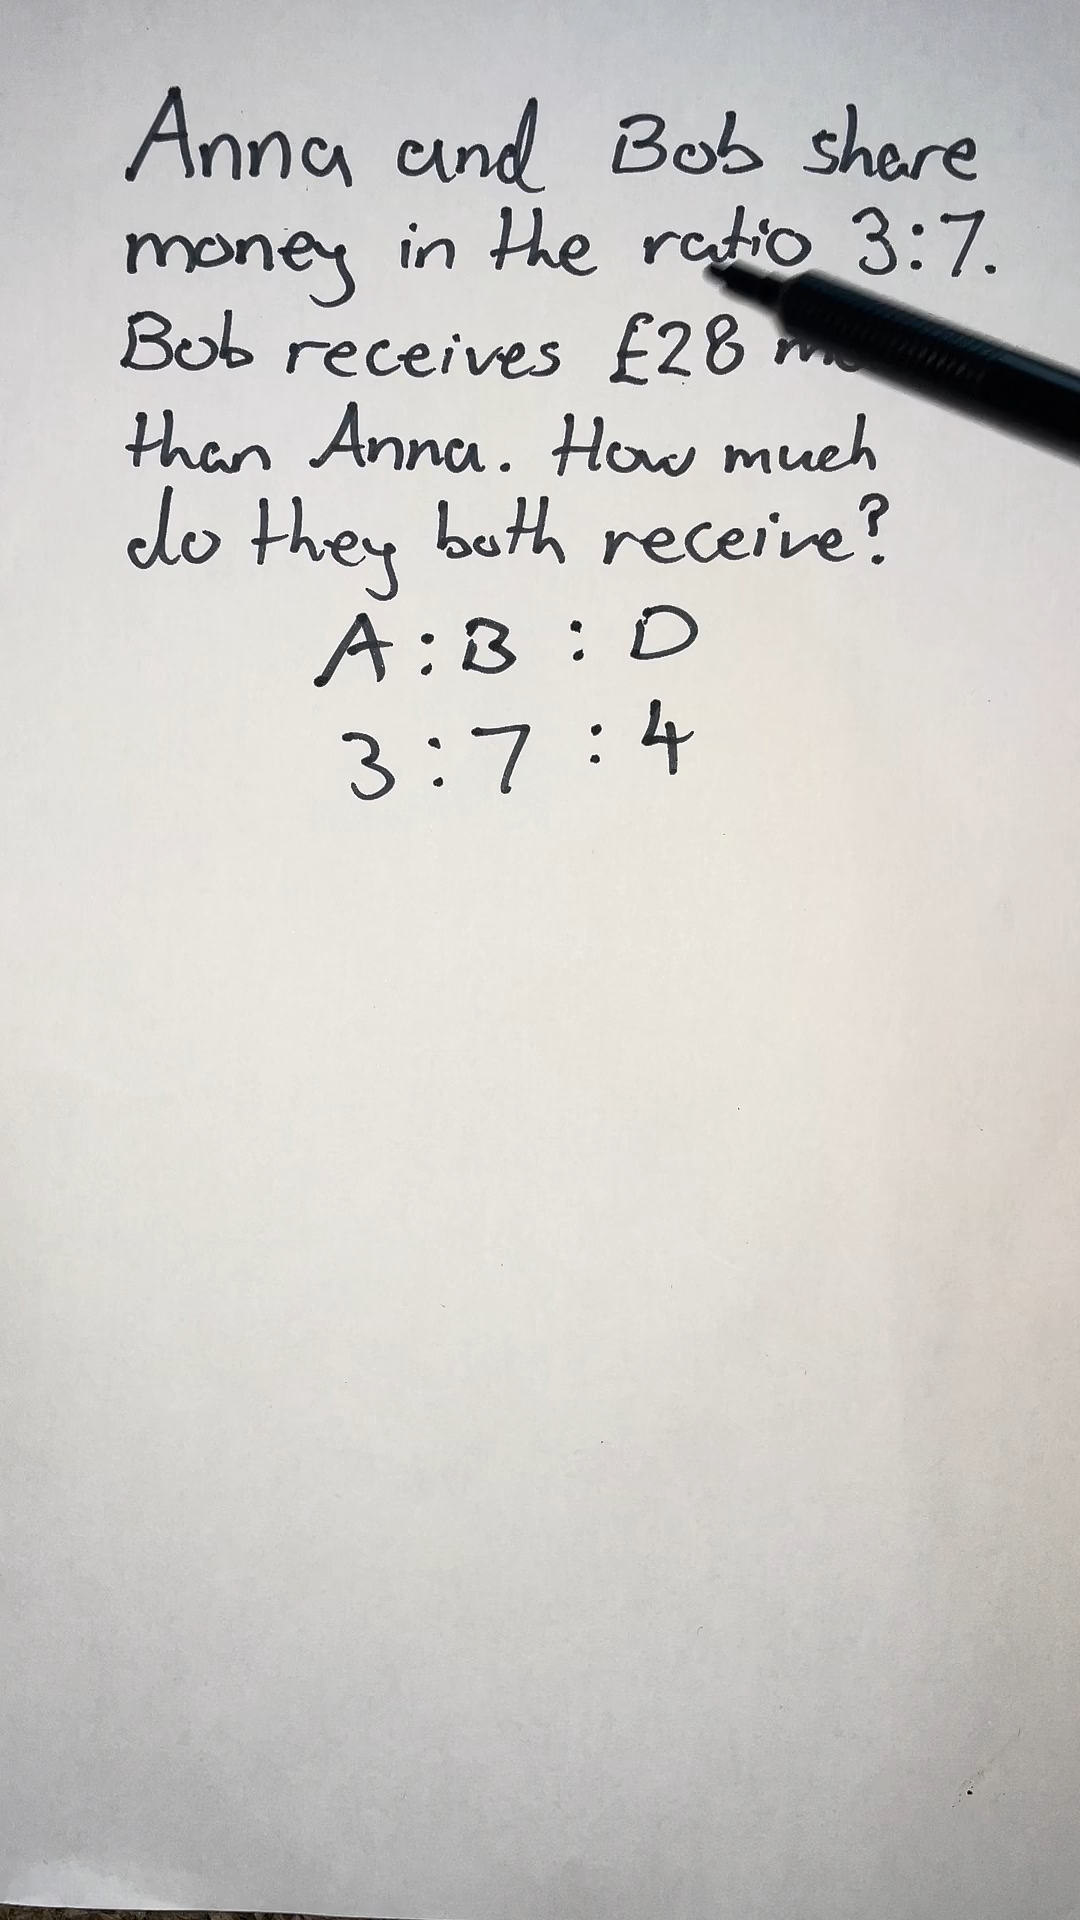 Anna and Bob share
money in the ratio 3:7.
Bob receives £28
than Anna. How much
do they both receive?
A : B : D
3 : 7 : 4